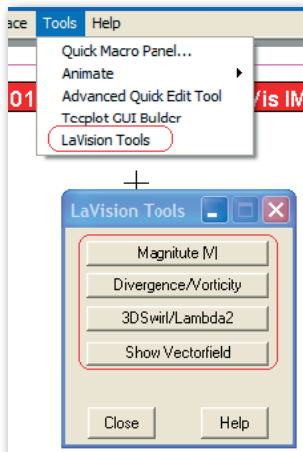 ace Tools Help
Quick Macro Panel...
Animate
Advanced Quick Edit Tool
01 /is IM
Tecplot GUI Builder
LaVision Tools
LaVision Tools
Magnitute |V|
Divergence/Vorticity
3DSwirl/Lambda2
Show Vectorfield
Close Help